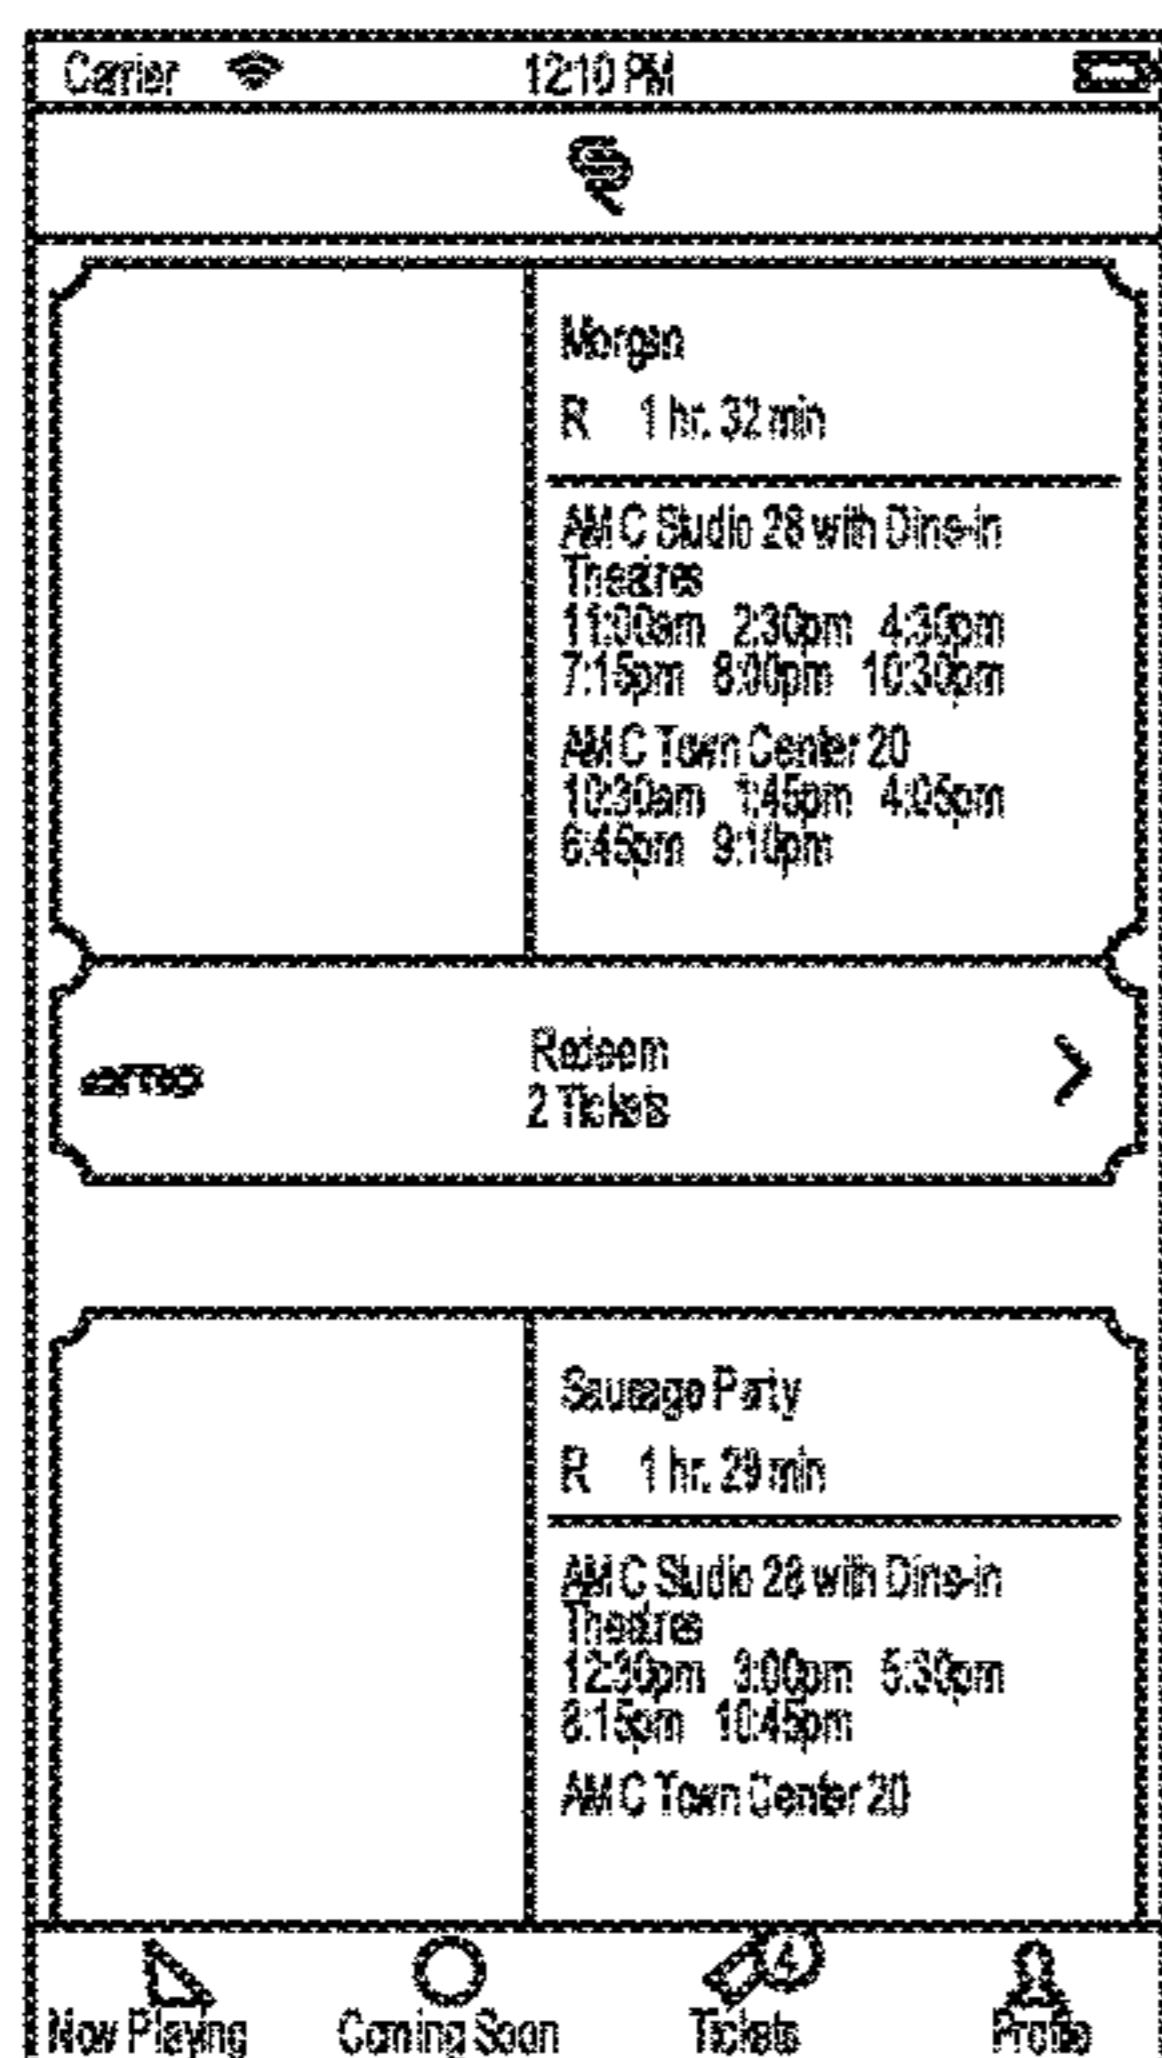 Carrier 12:10 PM
Morgan
R 1 hr. 32 min
AMC Studio 28 with Dine-in
Theatres
11:00am 2:30pm 4:30pm
7:15pm 8:00pm 10:30pm
AMC Town Center 20
10:30am 1:45pm 4:05pm
6:45pm 9:10pm
amc
Redeem
2 Tickets
Sausage Party
R 1 hr. 29 min
AMC Studio 28 with Dine-in
Theatres
12:30pm 3:00pm 5:30pm
8:15pm 10:45pm
AMC Town Center 20
4
Now Playing Coming Soon Tickets Profile